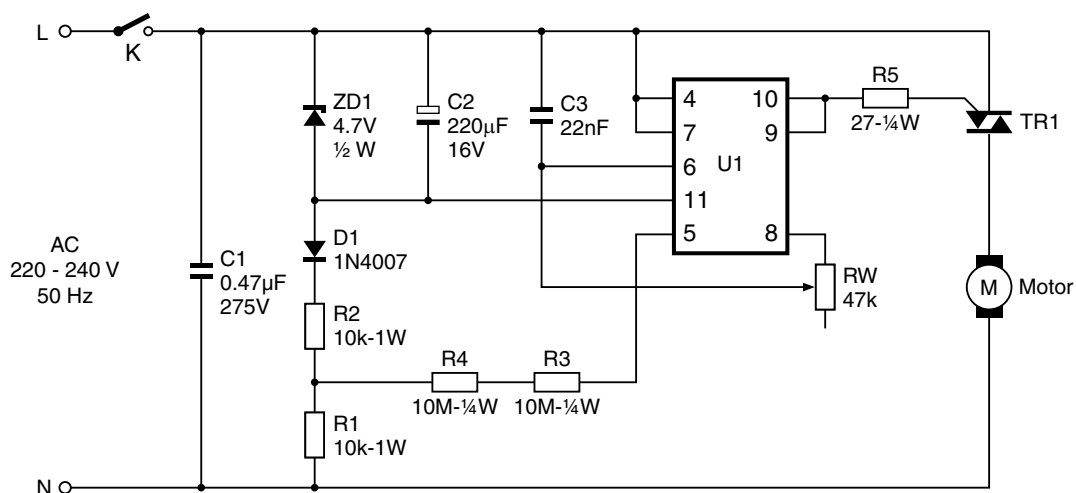 L
K
ZD1
4.7V
½ W
C2
220µF
16V
C3
22nF
4
7
6
11
5
10
9
8
U1
R5
27-¼W
TR1
AC
220 - 240 V
50 Hz
C1
0.47µF
275V
D1
1N4007
RW
47k
M
Motor
R2
10k-1W
R4
10M-¼W
R3
10M-¼W
R1
10k-1W
N